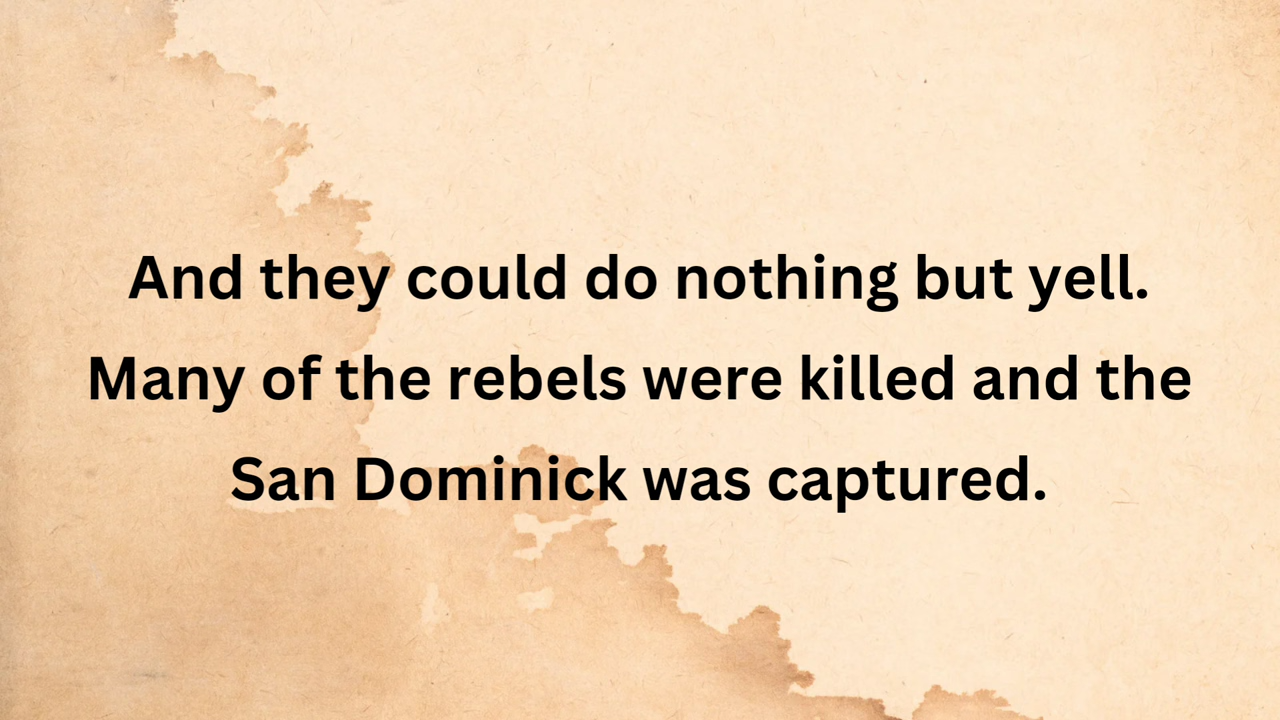 And they could do nothing but yell.
Many of the rebels were killed and the
San Dominick was captured.